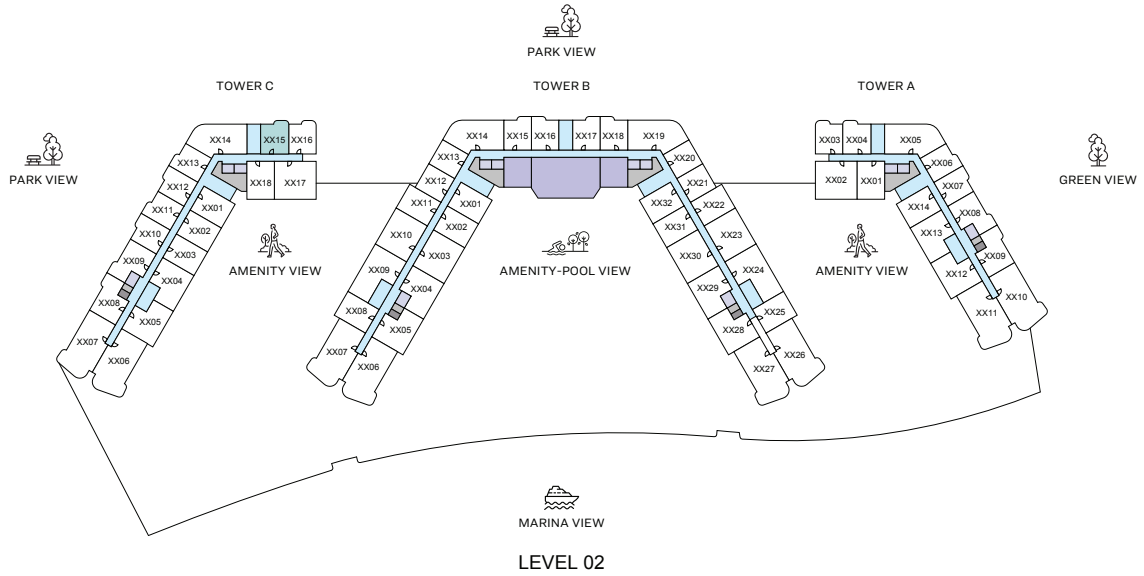 PARK VIEW
TOWER C
TOWER B
TOWER A
PARK VIEW
GREEN VIEW
XX14
XX15
XX16
XX13
XX18
XX17
XX12
XX01
XX11
XX02
XX10
XX03
XX09
XX04
XX08
XX05
XX07
XX06
AMENITY VIEW
XX14
XX15
XX16
XX17
XX18
XX19
XX13
XX20
XX12
XX01
XX21
XX32
XX11
XX02
XX22
XX31
XX10
XX03
XX23
XX30
XX09
XX04
XX24
XX29
XX08
XX05
XX25
XX28
XX07
XX06
XX26
XX27
AMENITY-POOL VIEW
XX03
XX04
XX05
XX02
XX01
XX06
XX07
XX14
XX08
XX13
XX09
XX12
XX10
XX11
AMENITY VIEW
MARINA VIEW
LEVEL 02